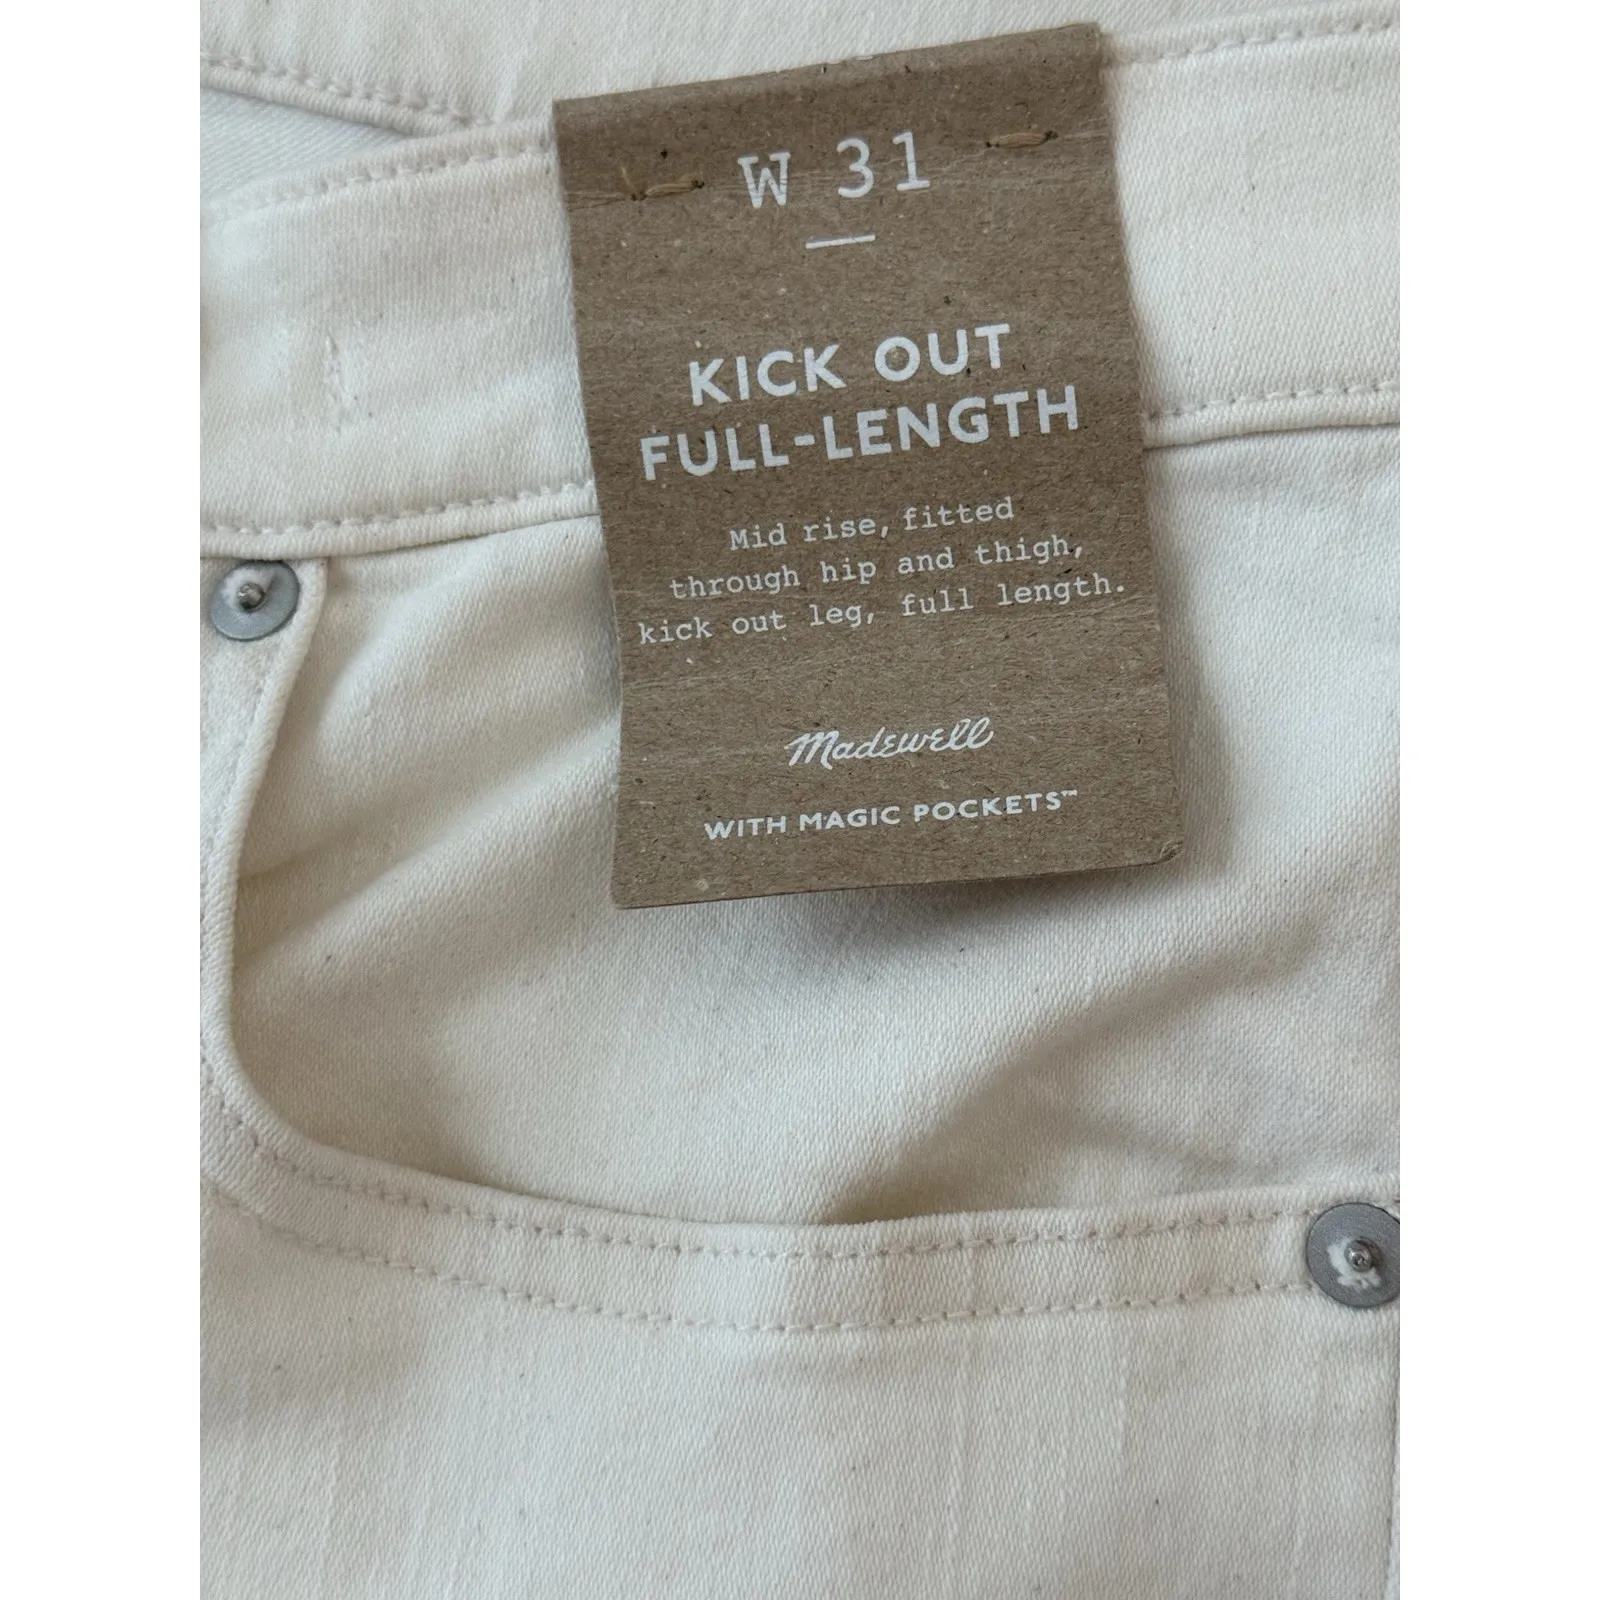 W 31
KICK OUT
FULL-LENGTH
Mid rise, fitted
through hip and thigh,
kick out leg, full length.
Madewell
WITH MAGIC POCKETS™